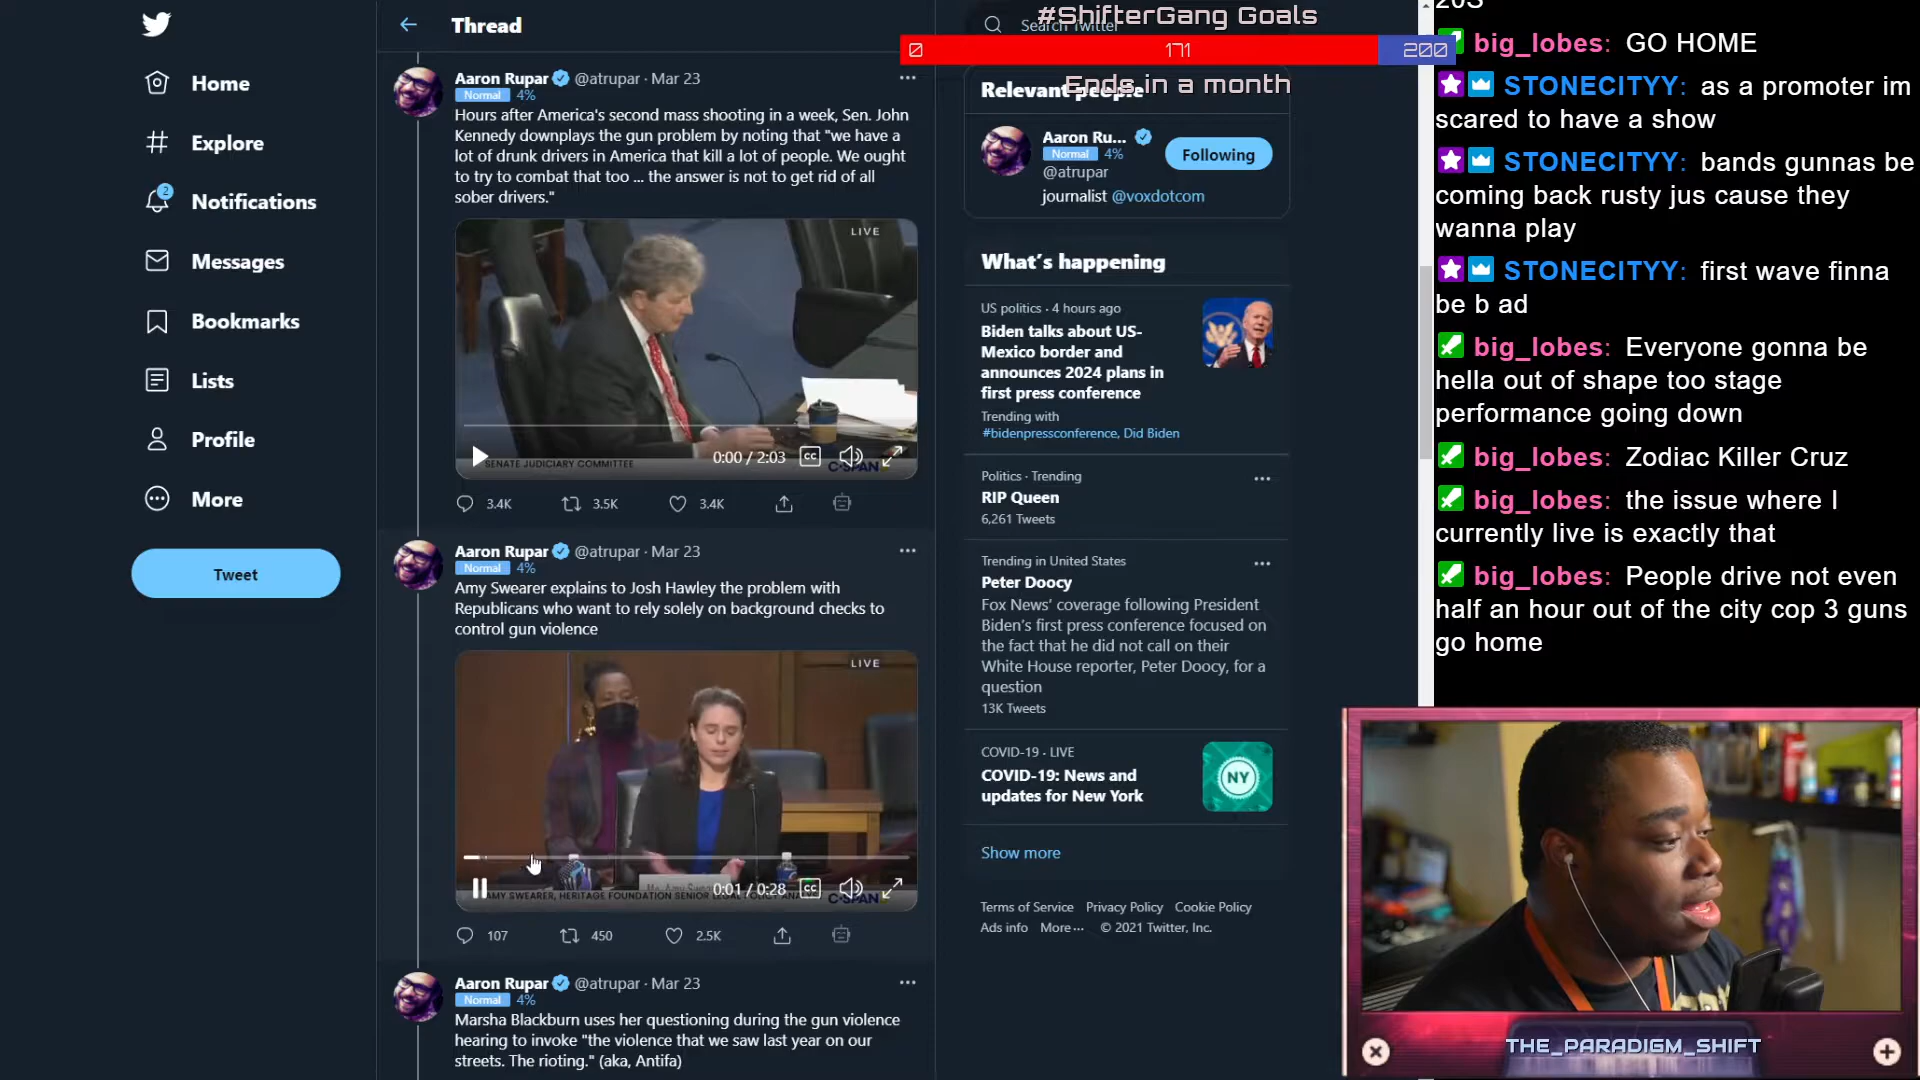 Home
Explore
2
Notifications
Messages
Bookmarks
Lists
Profile
More
Tweet
Thread
Aaron Rupar @atrupar · Mar 23
Normal 4%
Hours after America's second mass shooting in a week, Sen. John
Kennedy downplays the gun problem by noting that "we have a
lot of drunk drivers in America that kill a lot of people. We ought
to try to combat that too ... the answer is not to get rid of all
sober drivers."
LIVE
0:00 / 2:03
CC
SENATE JUDICIARY COMMITTEE
C-SPAN
3.4K
3.5K
3.4K
Aaron Rupar @atrupar · Mar 23
Normal 4%
Amy Swearer explains to Josh Hawley the problem with
Republicans who want to rely solely on background checks to
control gun violence
LIVE
0:01 / 0:28
CC
AMY SWEARER, HERITAGE FOUNDATION SENIOR LEGAL POLICY
107
450
2.5K
Aaron Rupar @atrupar · Mar 23
Normal 4%
Marsha Blackburn uses her questioning during the gun violence
hearing to invoke "the violence that we saw last year on our
streets. The rioting." (aka, Antifa)
#ShifterGang Goals
Search Twitter
0
171
200
Ends in a month
Relevant people
Aaron Ru...
Normal 4%
@atrupar
Following
journalist @voxdotcom
What's happening
US politics · 4 hours ago
Biden talks about US-
Mexico border and
announces 2024 plans in
first press conference
Trending with
#bidenpressconference, Did Biden
Politics · Trending
RIP Queen
6,261 Tweets
Trending in United States
Peter Doocy
Fox News' coverage following President
Biden's first press conference focused on
the fact that he did not call on their
White House reporter, Peter Doocy, for a
question
13K Tweets
COVID-19 · LIVE
COVID-19: News and
updates for New York
NY
Show more
Terms of Service Privacy Policy Cookie Policy
Ads info More··· © 2021 Twitter, Inc.
big_lobes: GO HOME
STONECITYY: as a promoter im
scared to have a show
STONECITYY: bands gunnas be
coming back rusty jus cause they
wanna play
STONECITYY: first wave finna
be b ad
big_lobes: Everyone gonna be
hella out of shape too stage
performance going down
big_lobes: Zodiac Killer Cruz
big_lobes: the issue where I
currently live is exactly that
big_lobes: People drive not even
half an hour out of the city cop 3 guns
go home
THE_PARADIGM_SHIFT